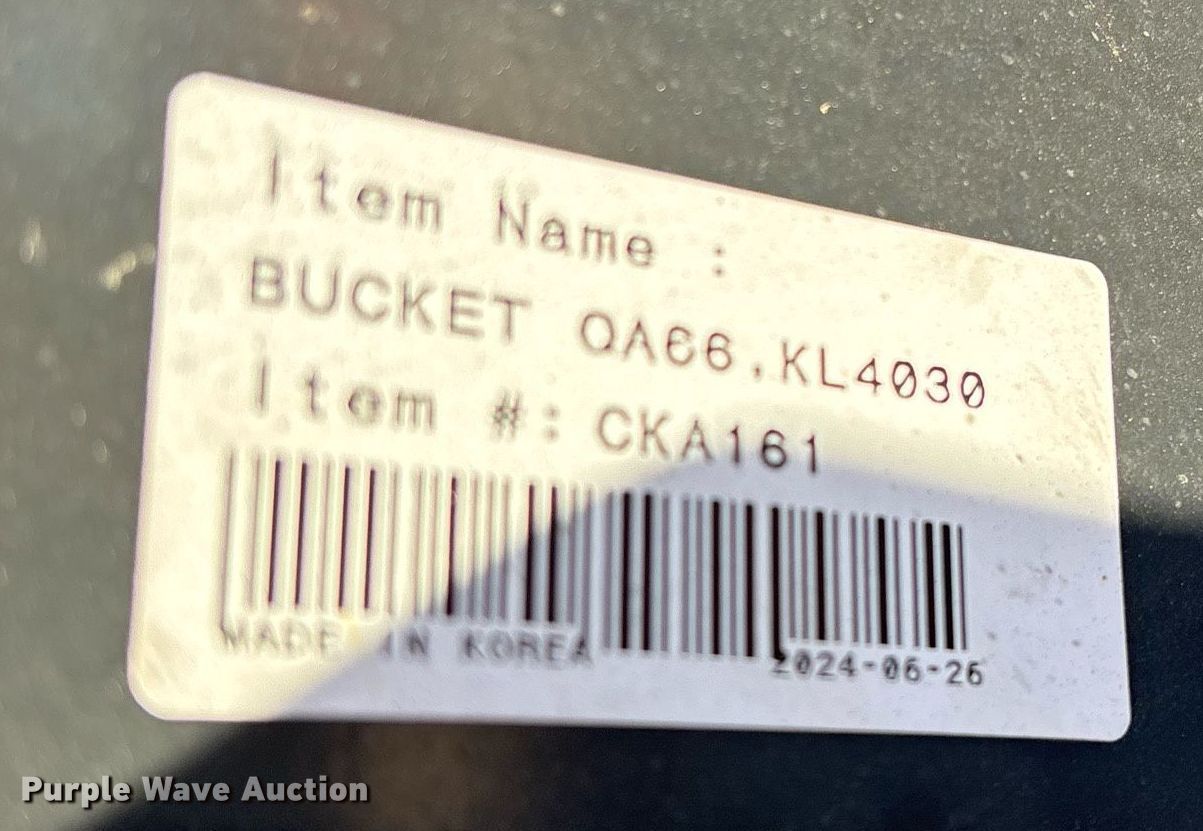 Item Name :
BUCKET QA66,KL4030
Item #: CKA161
MADE IN KOREA
2024-06-26
Purple Wave Auction